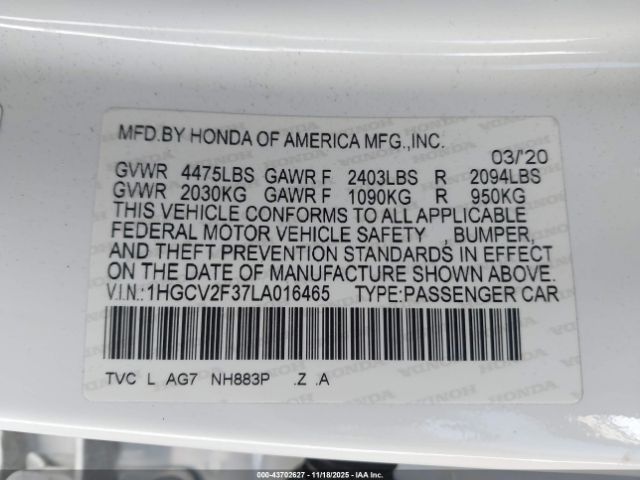 MFD.BY HONDA OF AMERICA MFG.,INC.
03/'20
GVWR 4475LBS GAWR F 2403LBS R 2094LBS
GVWR 2030KG GAWR F 1090KG R 950KG
THIS VEHICLE CONFORMS TO ALL APPLICABLE
FEDERAL MOTOR VEHICLE SAFETY , BUMPER,
AND THEFT PREVENTION STANDARDS IN EFFECT
ON THE DATE OF MANUFACTURE SHOWN ABOVE.
V.I.N.:1HGCV2F37LA016465 TYPE:PASSENGER CAR
TVC L AG7 NH883P .Z .A
000-43702627 - 11/18/2025 - IAA.com